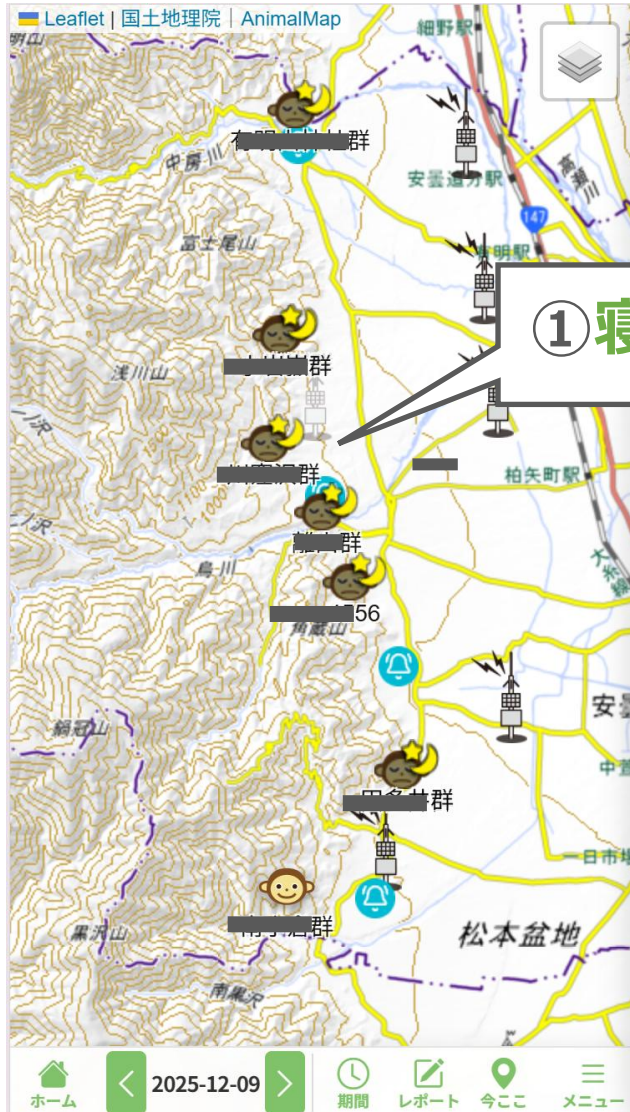 Leaflet | 国土地理院 | AnimalMap
細野駅
中房川
群
安曇追分駅
高瀬川
147
富士尾山
有明駅
①寝
群
浅川山
群
柏矢町駅
群
烏川
大糸線
556
角蔵山
安曇
鍋冠山
中萱
群
一日市場
群
黒沢山
松本盆地
南黒沢
ホーム
2025-12-09
期間
レポート
今ここ
メニュー